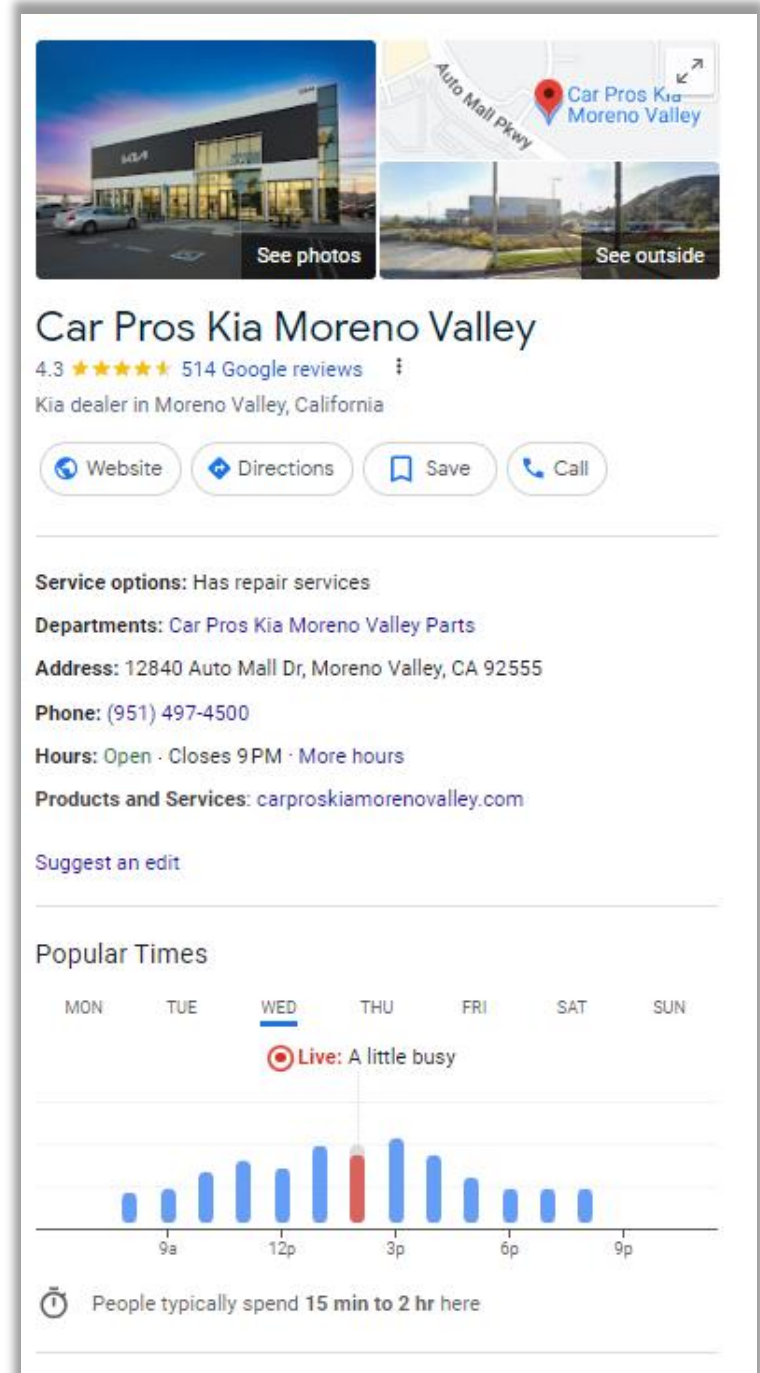 KIA
See photos
Auto Mall Pkwy
Car Pros Kia
Moreno Valley
See outside
Car Pros Kia Moreno Valley
4.3 514 Google reviews
Kia dealer in Moreno Valley, California
Website Directions Save Call
Service options: Has repair services
Departments: Car Pros Kia Moreno Valley Parts
Address: 12840 Auto Mall Dr, Moreno Valley, CA 92555
Phone: (951) 497-4500
Hours: Open · Closes 9 PM · More hours
Products and Services: carproskiamorenovalley.com
Suggest an edit
Popular Times
MON TUE WED THU FRI SAT SUN
Live: A little busy
9a 12p 3p 6p 9p
People typically spend 15 min to 2 hr here